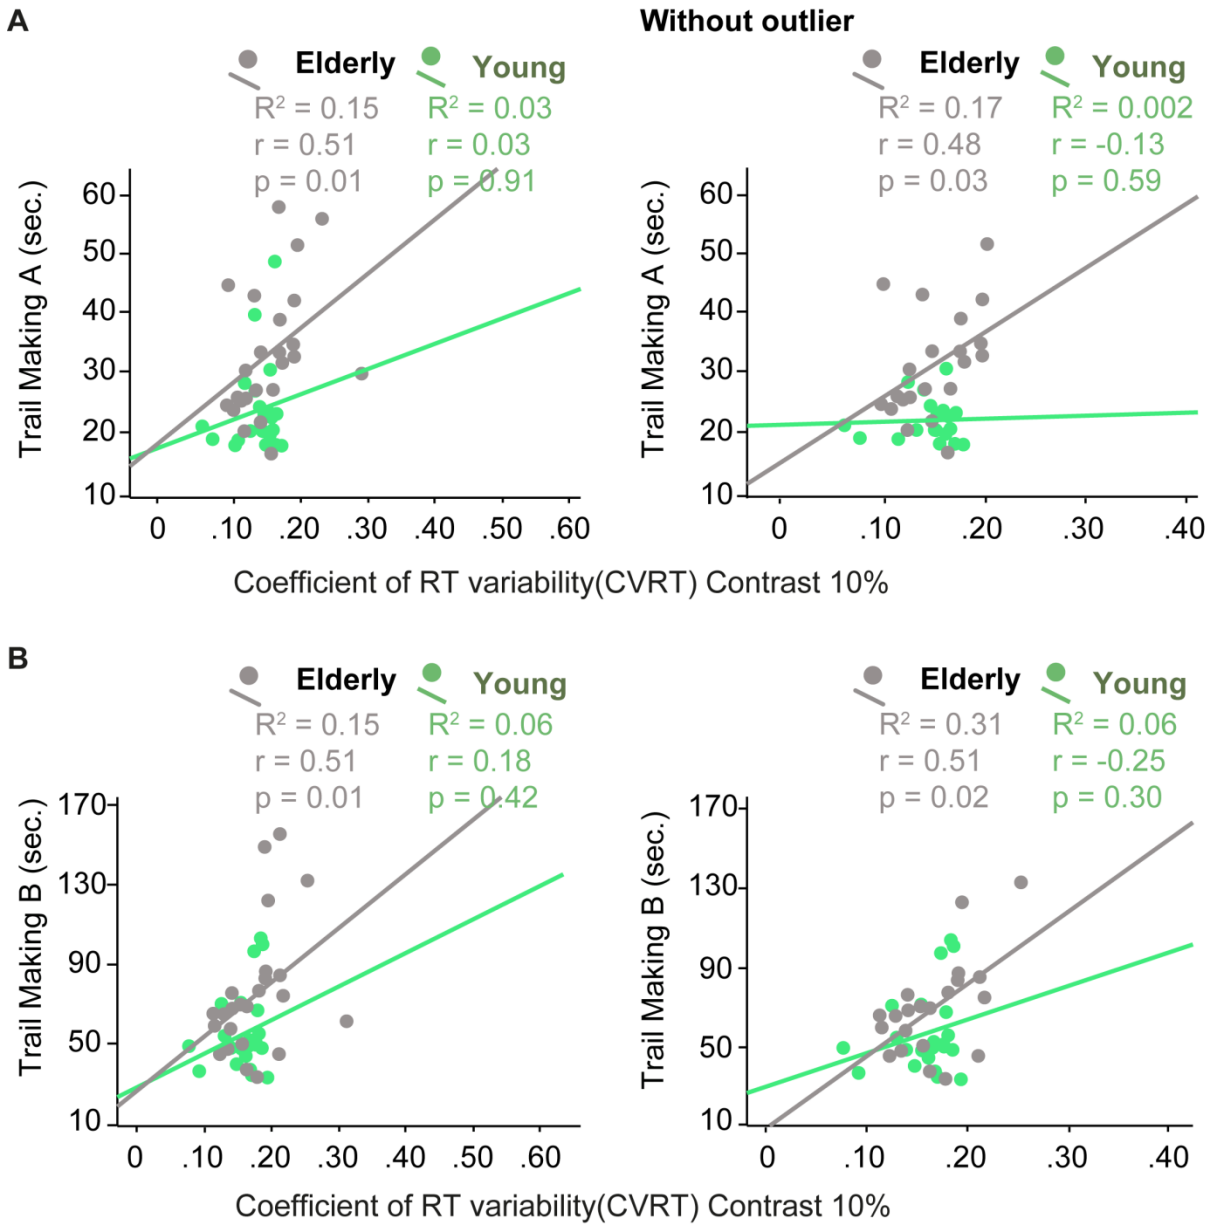 A
Without outlier
Elderly Young
R² = 0.15 R² = 0.03
r = 0.51 r = 0.03
p = 0.01 p = 0.91
Trail Making A (sec.)
60
50
40
30
20
10
0 .10 .20 .30 .40 .50 .60
Elderly Young
R² = 0.17 R² = 0.002
r = 0.48 r = -0.13
p = 0.03 p = 0.59
Trail Making A (sec.)
60
50
40
30
20
10
0 .10 .20 .30 .40
Coefficient of RT variability(CVRT) Contrast 10%
B
Elderly Young
R² = 0.15 R² = 0.06
r = 0.51 r = 0.18
p = 0.01 p = 0.42
Trail Making B (sec.)
170
130
90
50
10
0 .10 .20 .30 .40 .50 .60
Elderly Young
R² = 0.31 R² = 0.06
r = 0.51 r = -0.25
p = 0.02 p = 0.30
Trail Making B (sec.)
170
130
90
50
10
0 .10 .20 .30 .40
Coefficient of RT variability(CVRT) Contrast 10%